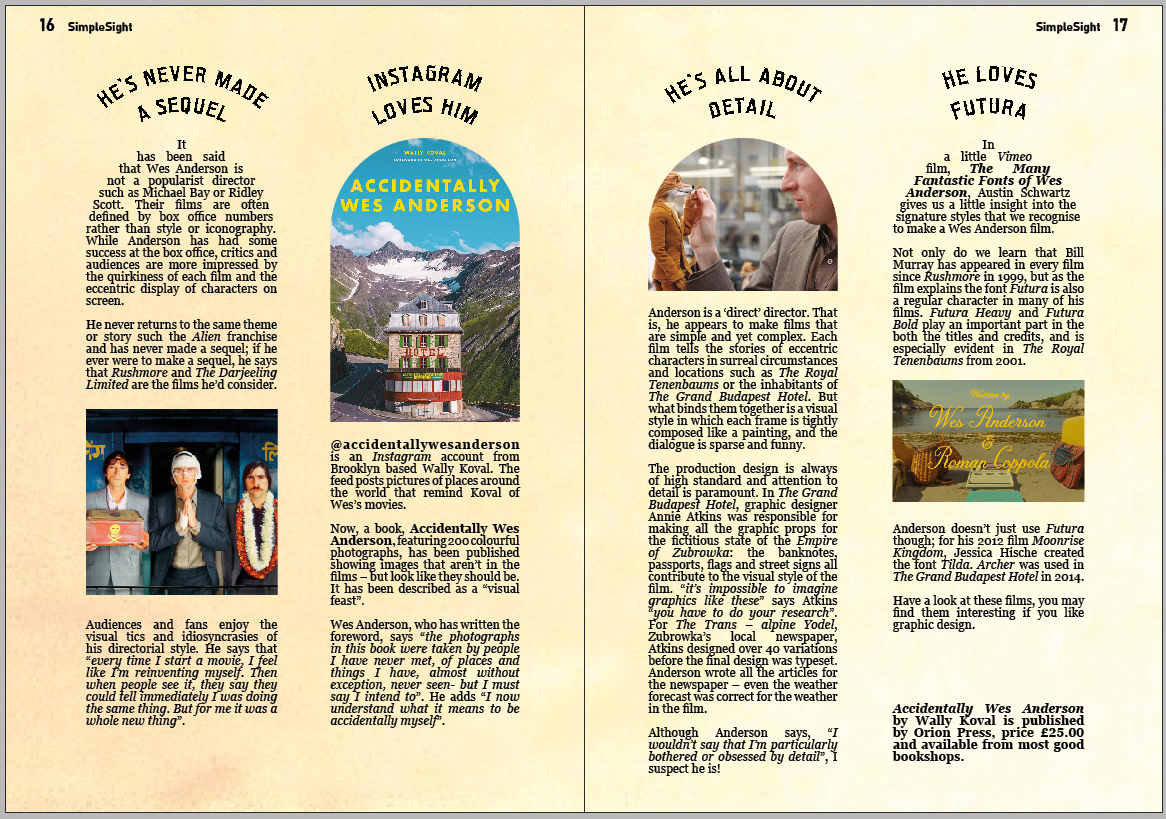 16 SimpleSight
HE'S NEVER MADE
A SEQUEL
It
has been said
that Wes Anderson is
not a popularist director
such as Michael Bay or Ridley
Scott. Their films are often
defined by box office numbers
rather than style or iconography.
While Anderson has had some
success at the box office, critics and
audiences are more impressed by
the quirkiness of each film and the
eccentric display of characters on
screen.
He never returns to the same theme
or story such the Alien franchise
and has never made a sequel; if he
ever were to make a sequel, he says
that Rushmore and The Darjeeling
Limited are the films he'd consider.
Audiences and fans enjoy the
visual tics and idiosyncrasies of
his directorial style. He says that
“every time I start a movie, I feel
like I'm reinventing myself. Then
when people see it, they say they
could tell immediately I was doing
the same thing. But for me it was a
whole new thing”.
INSTAGRAM
LOVES HIM
WALLY KOVAL
ACCIDENTALLY
WES ANDERSON
HOTEL
@accidentallywesanderson
is an Instagram account from
Brooklyn based Wally Koval. The
feed posts pictures of places around
the world that remind Koval of
Wes's movies.
Now, a book, Accidentally Wes
Anderson, featuring 200 colourful
photographs, has been published
showing images that aren't in the
films – but look like they should be.
It has been described as a “visual
feast”.
Wes Anderson, who has written the
foreword, says “the photographs
in this book were taken by people
I have never met, of places and
things I have, almost without
exception, never seen- but I must
say I intend to”. He adds “I now
understand what it means to be
accidentally myself”.
SimpleSight 17
HE'S ALL ABOUT
DETAIL
Anderson is a ‘direct’ director. That
is, he appears to make films that
are simple and yet complex. Each
film tells the stories of eccentric
characters in surreal circumstances
and locations such as The Royal
Tenenbaums or the inhabitants of
The Grand Budapest Hotel. But
what binds them together is a visual
style in which each frame is tightly
composed like a painting, and the
dialogue is sparse and funny.
The production design is always
of high standard and attention to
detail is paramount. In The Grand
Budapest Hotel, graphic designer
Annie Atkins was responsible for
making all the graphic props for
the fictitious state of the Empire
of Zubrowka: the banknotes,
passports, flags and street signs all
contribute to the visual style of the
film. “it's impossible to imagine
graphics like these” says Atkins
“you have to do your research”.
For The Trans – alpine Yodel,
Zubrowka's local newspaper,
Atkins designed over 40 variations
before the final design was typeset.
Anderson wrote all the articles for
the newspaper – even the weather
forecast was correct for the weather
in the film.
Although Anderson says, “I
wouldn't say that I'm particularly
bothered or obsessed by detail”, I
suspect he is!
HE LOVES
FUTURA
In
a little Vimeo
film, The Many
Fantastic Fonts of Wes
Anderson, Austin Schwartz
gives us a little insight into the
signature styles that we recognise
to make a Wes Anderson film.
Not only do we learn that Bill
Murray has appeared in every film
since Rushmore in 1999, but as the
film explains the font Futura is also
a regular character in many of his
films. Futura Heavy and Futura
Bold play an important part in the
both the titles and credits, and is
especially evident in The Royal
Tenenbaums from 2001.
Written by
Wes Anderson
&
Roman Coppola
Anderson doesn't just use Futura
though; for his 2012 film Moonrise
Kingdom, Jessica Hische created
the font Tilda. Archer was used in
The Grand Budapest Hotel in 2014.
Have a look at these films, you may
find them interesting if you like
graphic design.
Accidentally Wes Anderson
by Wally Koval is published
by Orion Press, price £25.00
and available from most good
bookshops.